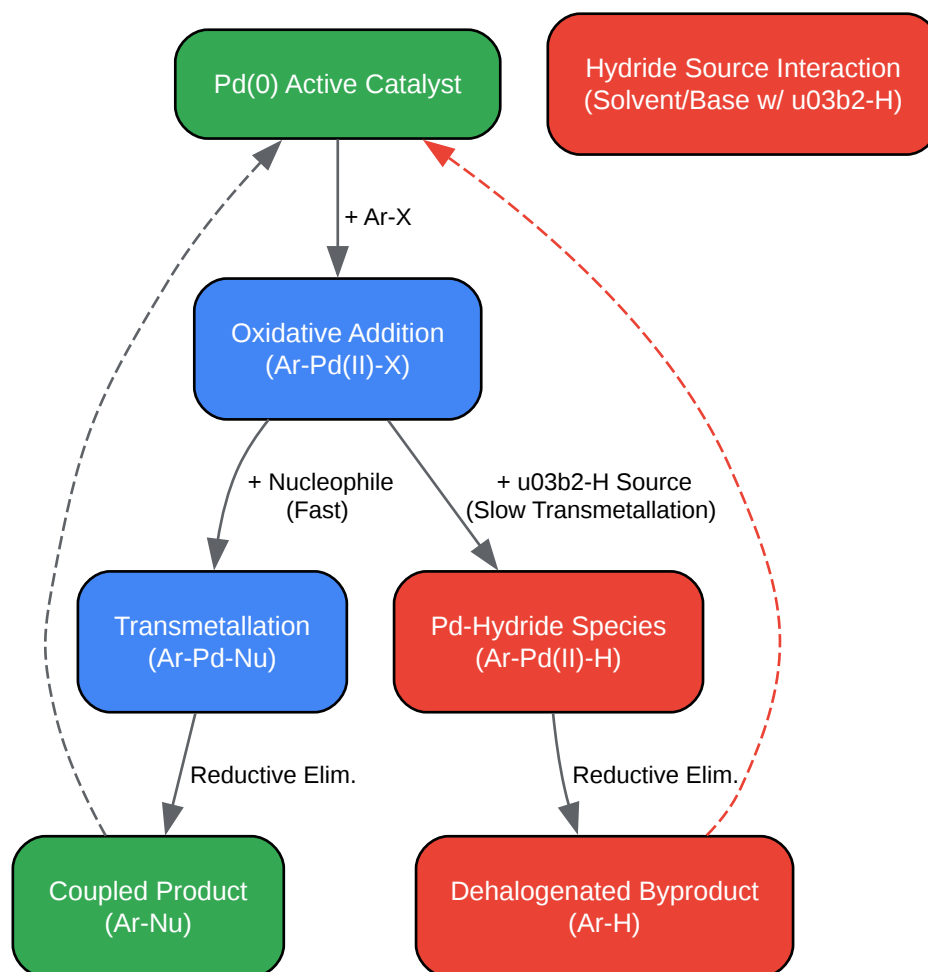 Pd(0) Active Catalyst
Hydride Source Interaction
(Solvent/Base w/ u03b2-H)
+ Ar-X
Oxidative Addition
(Ar-Pd(II)-X)
+ Nucleophile
(Fast)
+ u03b2-H Source
(Slow Transmetallation)
Transmetallation
(Ar-Pd-Nu)
Pd-Hydride Species
(Ar-Pd(II)-H)
Reductive Elim.
Reductive Elim.
Coupled Product
(Ar-Nu)
Dehalogenated Byproduct
(Ar-H)